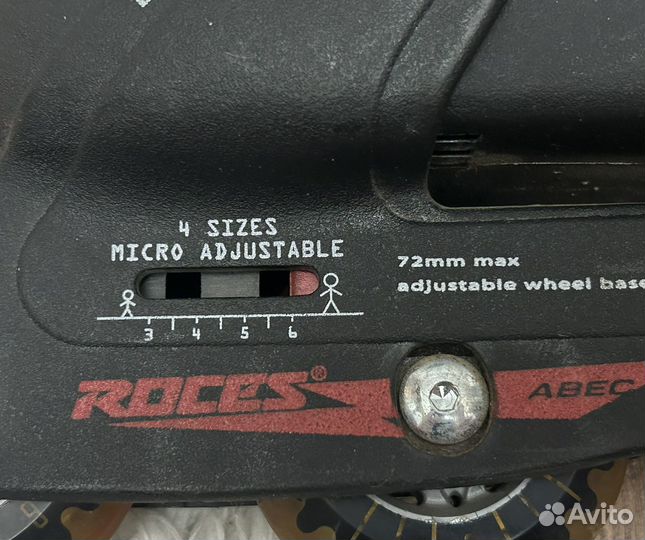 4 SIZES
MICRO ADJUSTABLE
3 4 5 6
72mm max
adjustable wheel base
ROCES®
ABEC
Avito